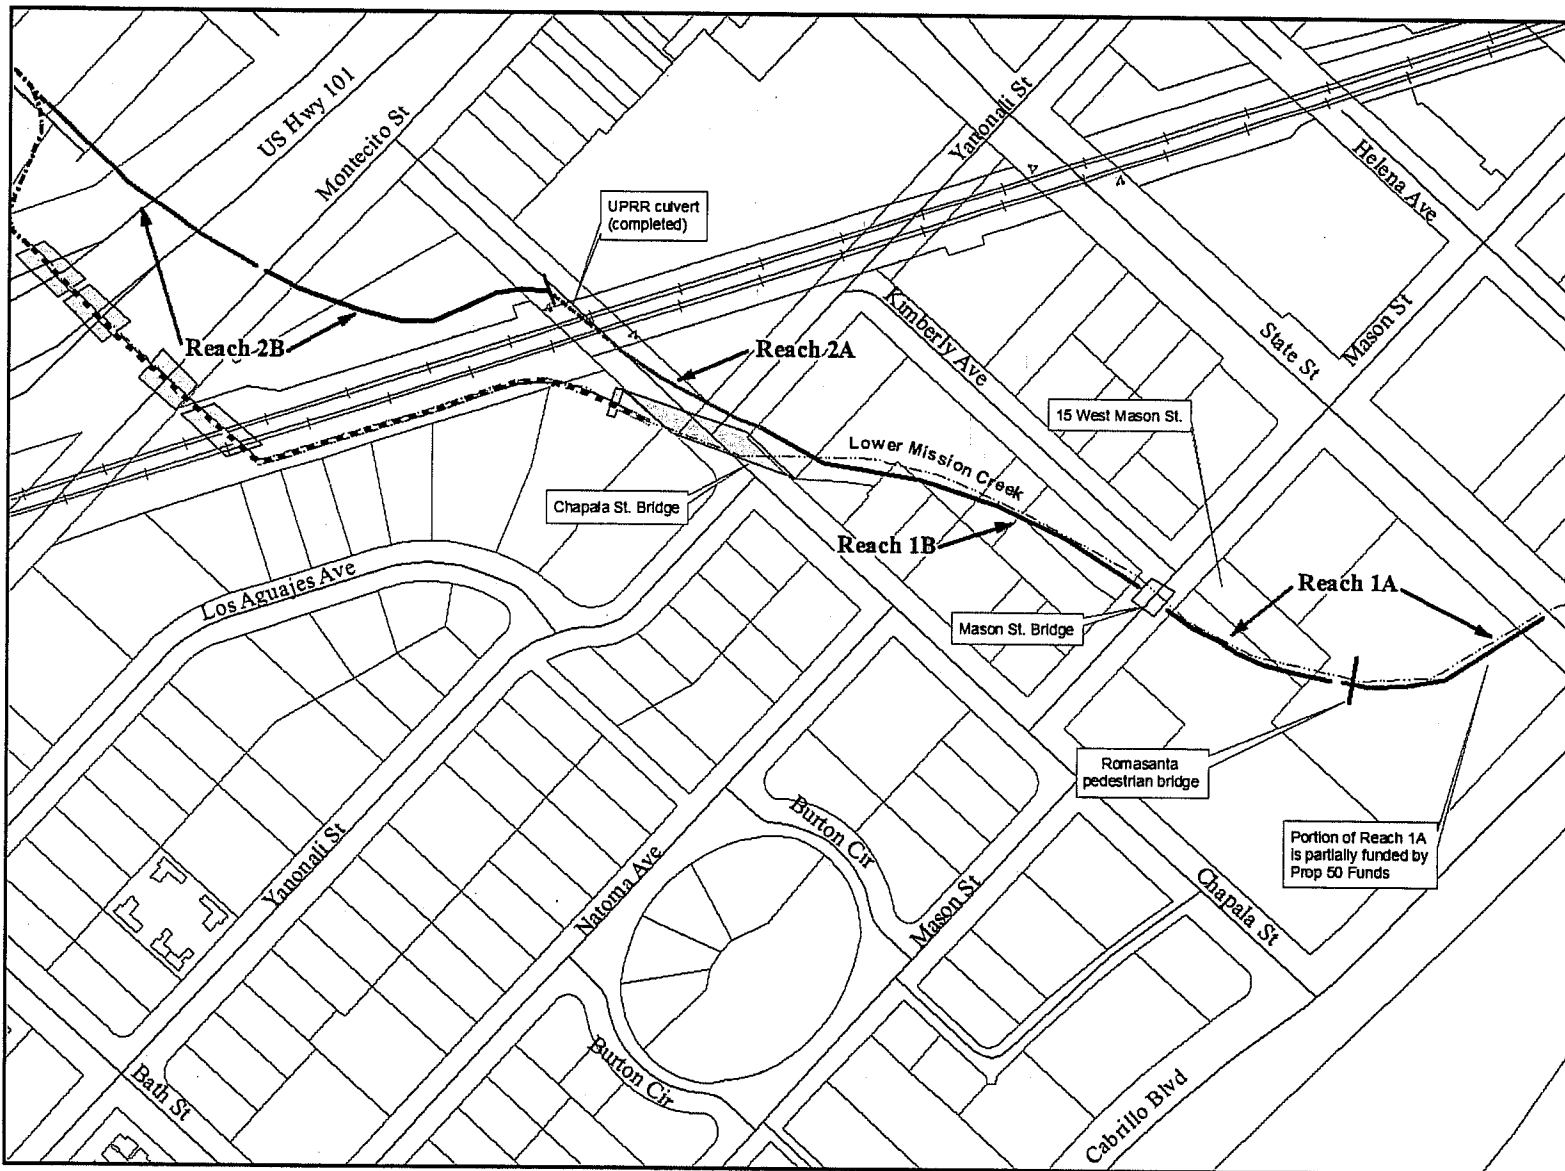 US Hwy 101
Montecito St
Yanonali St
Helena Ave
UPRR culvert
(completed)
Kimberly Ave
State St
Mason St
Reach 2B
Reach 2A
15 West Mason St.
Lower Mission Creek
Chapala St. Bridge
Reach 1B
Reach 1A
Los Aguajes Ave
Mason St. Bridge
Romasanta
pedestrian bridge
Burton Cir
Portion of Reach 1A
is partially funded by
Prop 50 Funds
Yanonali St
Natoma Ave
Mason St
Chapala St
Burton Cir
Bath St
Cabrillo Blvd